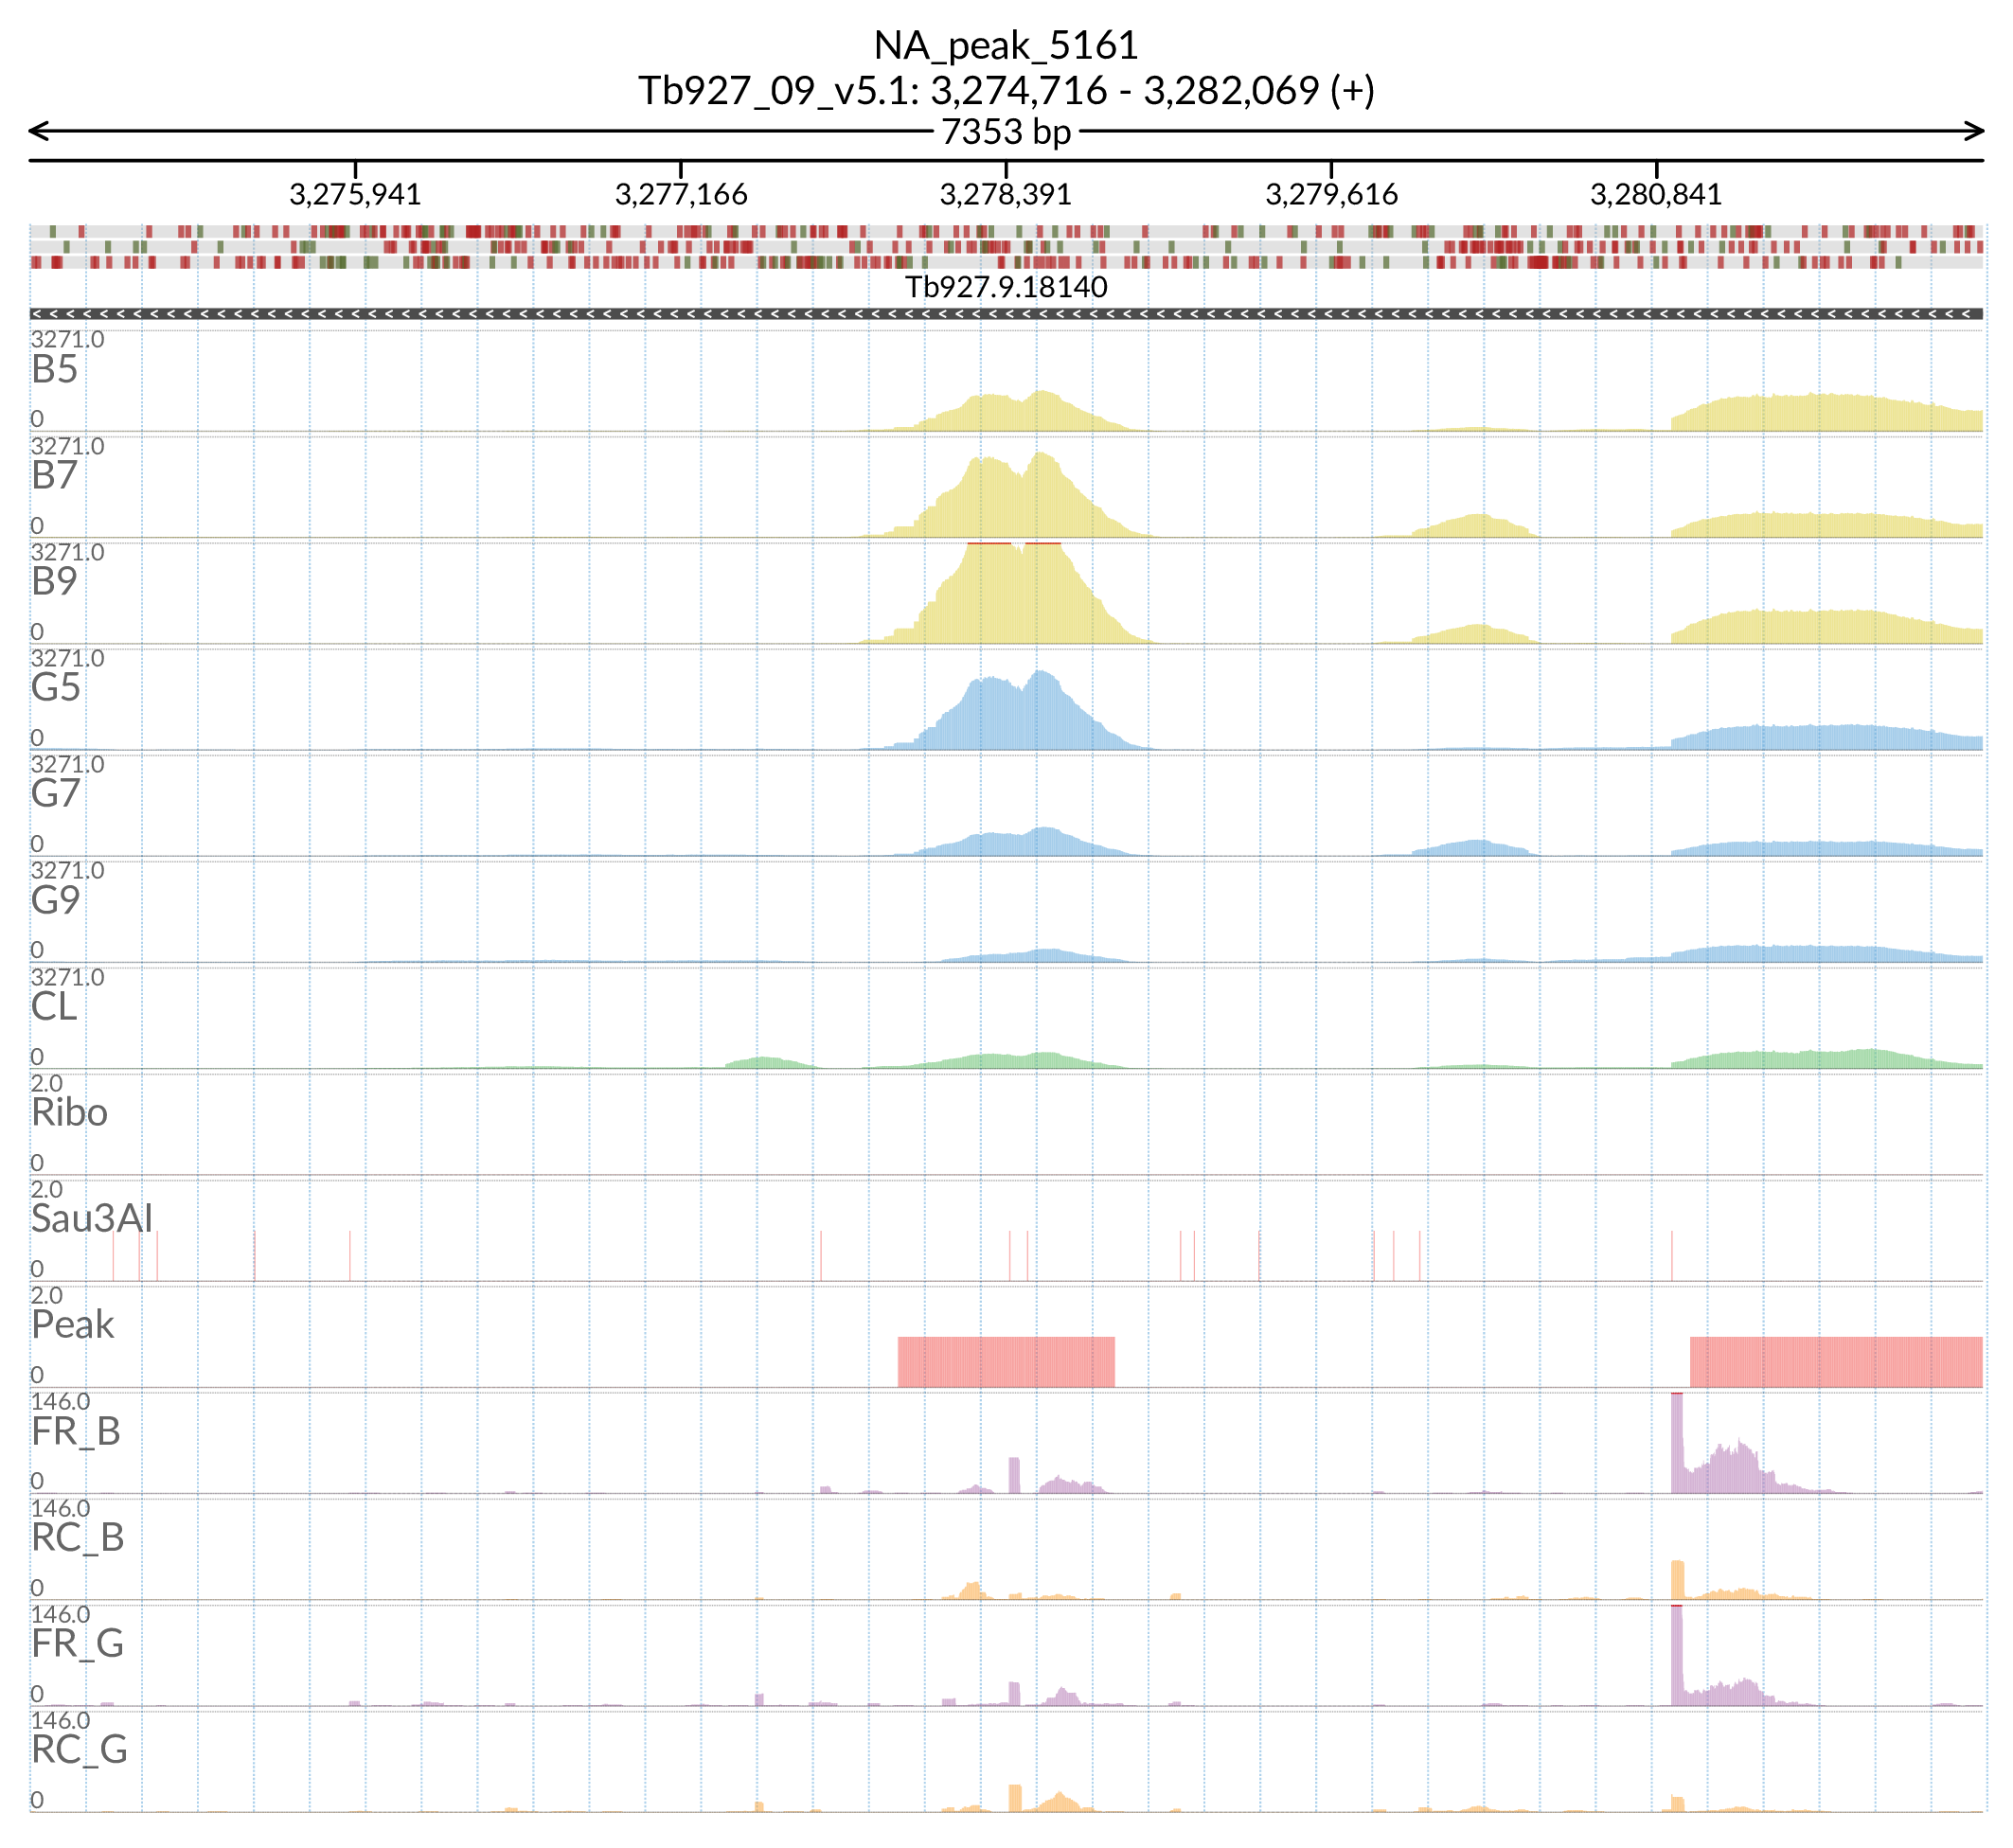 NA_peak_5161
Tb927_09_v5.1: 3,274,716 - 3,282,069 (+)
7353 bp
3,275,941 3,277,166 3,278,391 3,279,616 3,280,841
Tb927.9.18140
3271.0
B5
0
3271.0
B7
0
3271.0
B9
0
3271.0
G5
0
3271.0
G7
0
3271.0
G9
0
3271.0
CL
0
2.0
Ribo
0
2.0
Sau3AI
0
2.0
Peak
0
146.0
FR_B
0
146.0
RC_B
0
146.0
FR_G
0
146.0
RC_G
0